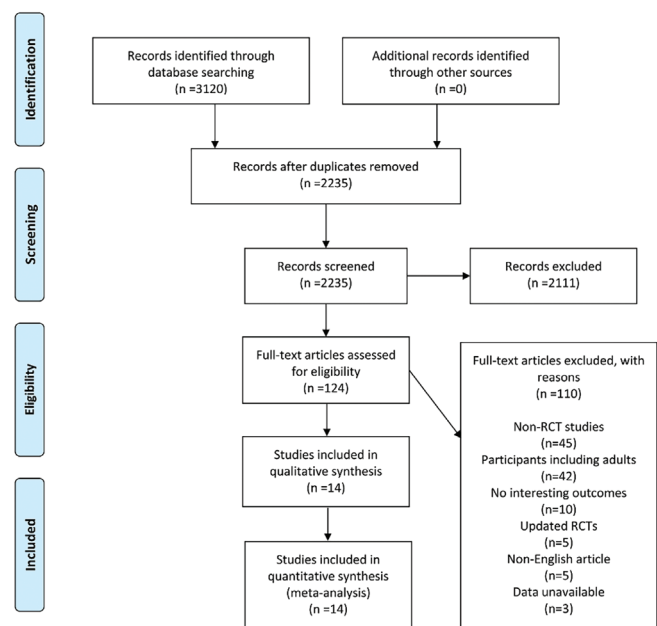 Identification
Records identified through
database searching
(n =3120)
Additional records identified
through other sources
(n =0)
Records after duplicates removed
(n =2235)
Screening
Records screened
(n =2235)
Records excluded
(n =2111)
Eligibility
Full-text articles assessed
for eligibility
(n =124)
Full-text articles excluded, with
reasons
(n =110)
Non-RCT studies
(n=45)
Participants including adults
(n=42)
No interesting outcomes
(n=10)
Updated RCTs
(n=5)
Non-English article
(n=5)
Data unavailable
(n=3)
Studies included in
qualitative synthesis
(n =14)
Included
Studies included in
quantitative synthesis
(meta-analysis)
(n =14)